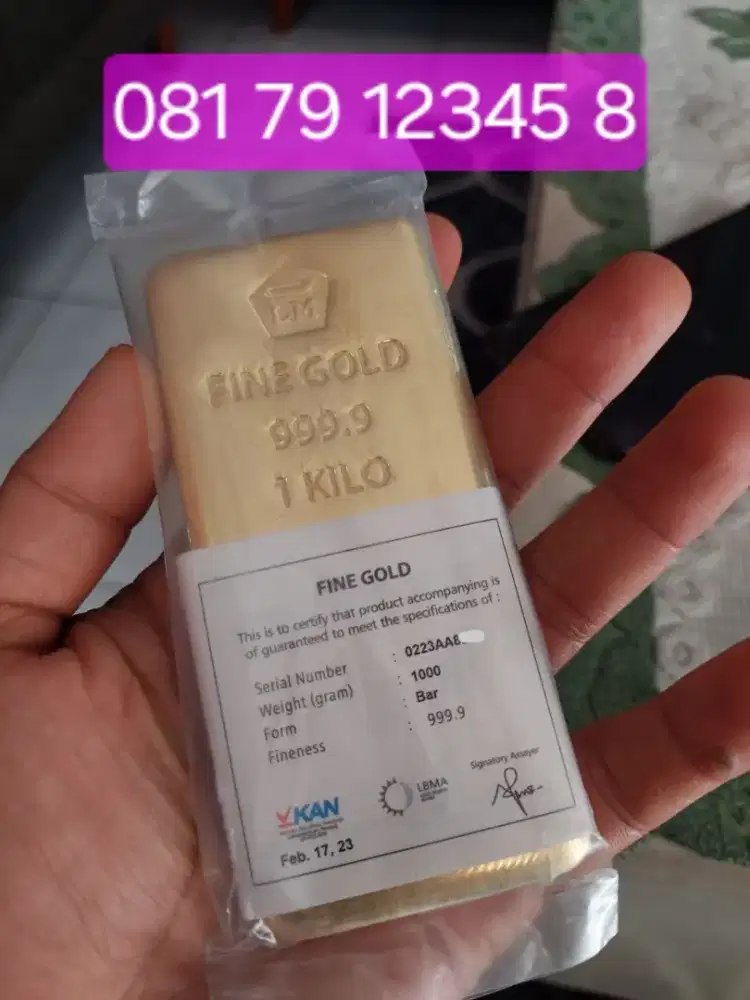 081 79 12345 8
LM
FINE GOLD
999.9
1 KILO
FINE GOLD
This is to certify that product accompanying is
of guaranteed to meet the specifications of :
Serial Number : 0223AA8
Weight (gram) : 1000
Form : Bar
Fineness : 999.9
Signatory Assayer
KAN
LBMA
Feb. 17, 23